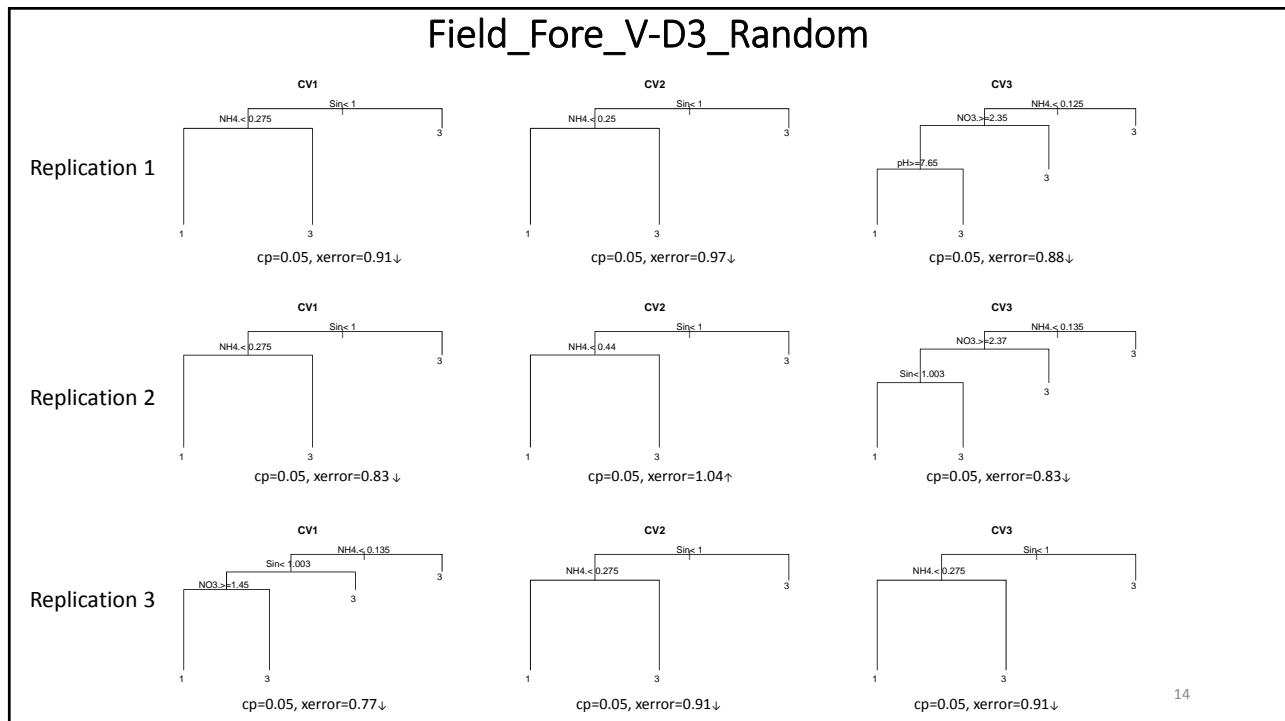 Field_Fore_V-D3_Random
Replication 1
CV1
Sin< 1
NH4.< 0.275
3
1
3
cp=0.05, xerror=0.91↓
CV2
Sin< 1
NH4.< 0.25
3
1
3
cp=0.05, xerror=0.97↓
CV3
NH4.< 0.125
NO3.>=2.35
3
pH>=7.65
3
1
3
cp=0.05, xerror=0.88↓
Replication 2
CV1
Sin< 1
NH4.< 0.275
3
1
3
cp=0.05, xerror=0.83↓
CV2
Sin< 1
NH4.< 0.44
3
1
3
cp=0.05, xerror=1.04↑
CV3
NH4.< 0.135
NO3.>=2.37
3
Sin< 1.003
3
1
3
cp=0.05, xerror=0.83↓
Replication 3
CV1
NH4.< 0.135
Sin< 1.003
3
NO3.>=1.45
3
1
3
cp=0.05, xerror=0.77↓
CV2
Sin< 1
NH4.< 0.275
3
1
3
cp=0.05, xerror=0.91↓
CV3
Sin< 1
NH4.< 0.275
3
1
3
cp=0.05, xerror=0.91↓
14